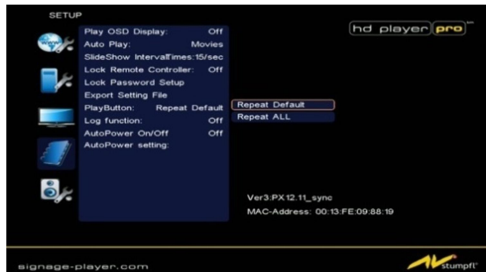 SETUP
hd player pro
Play OSD Display: Off
Auto Play: Movies
SlideShow IntervalTimes:15/sec
Lock Remote Controller: Off
Lock Password Setup
Export Setting File
PlayButton: Repeat Default
Repeat Default
Log function: Off
Repeat ALL
AutoPower On/Off Off
AutoPower setting:
Ver3:PX12.11_sync
MAC-Address: 00:13:FE:09:88:19
signage-player.com
AV stumpfl